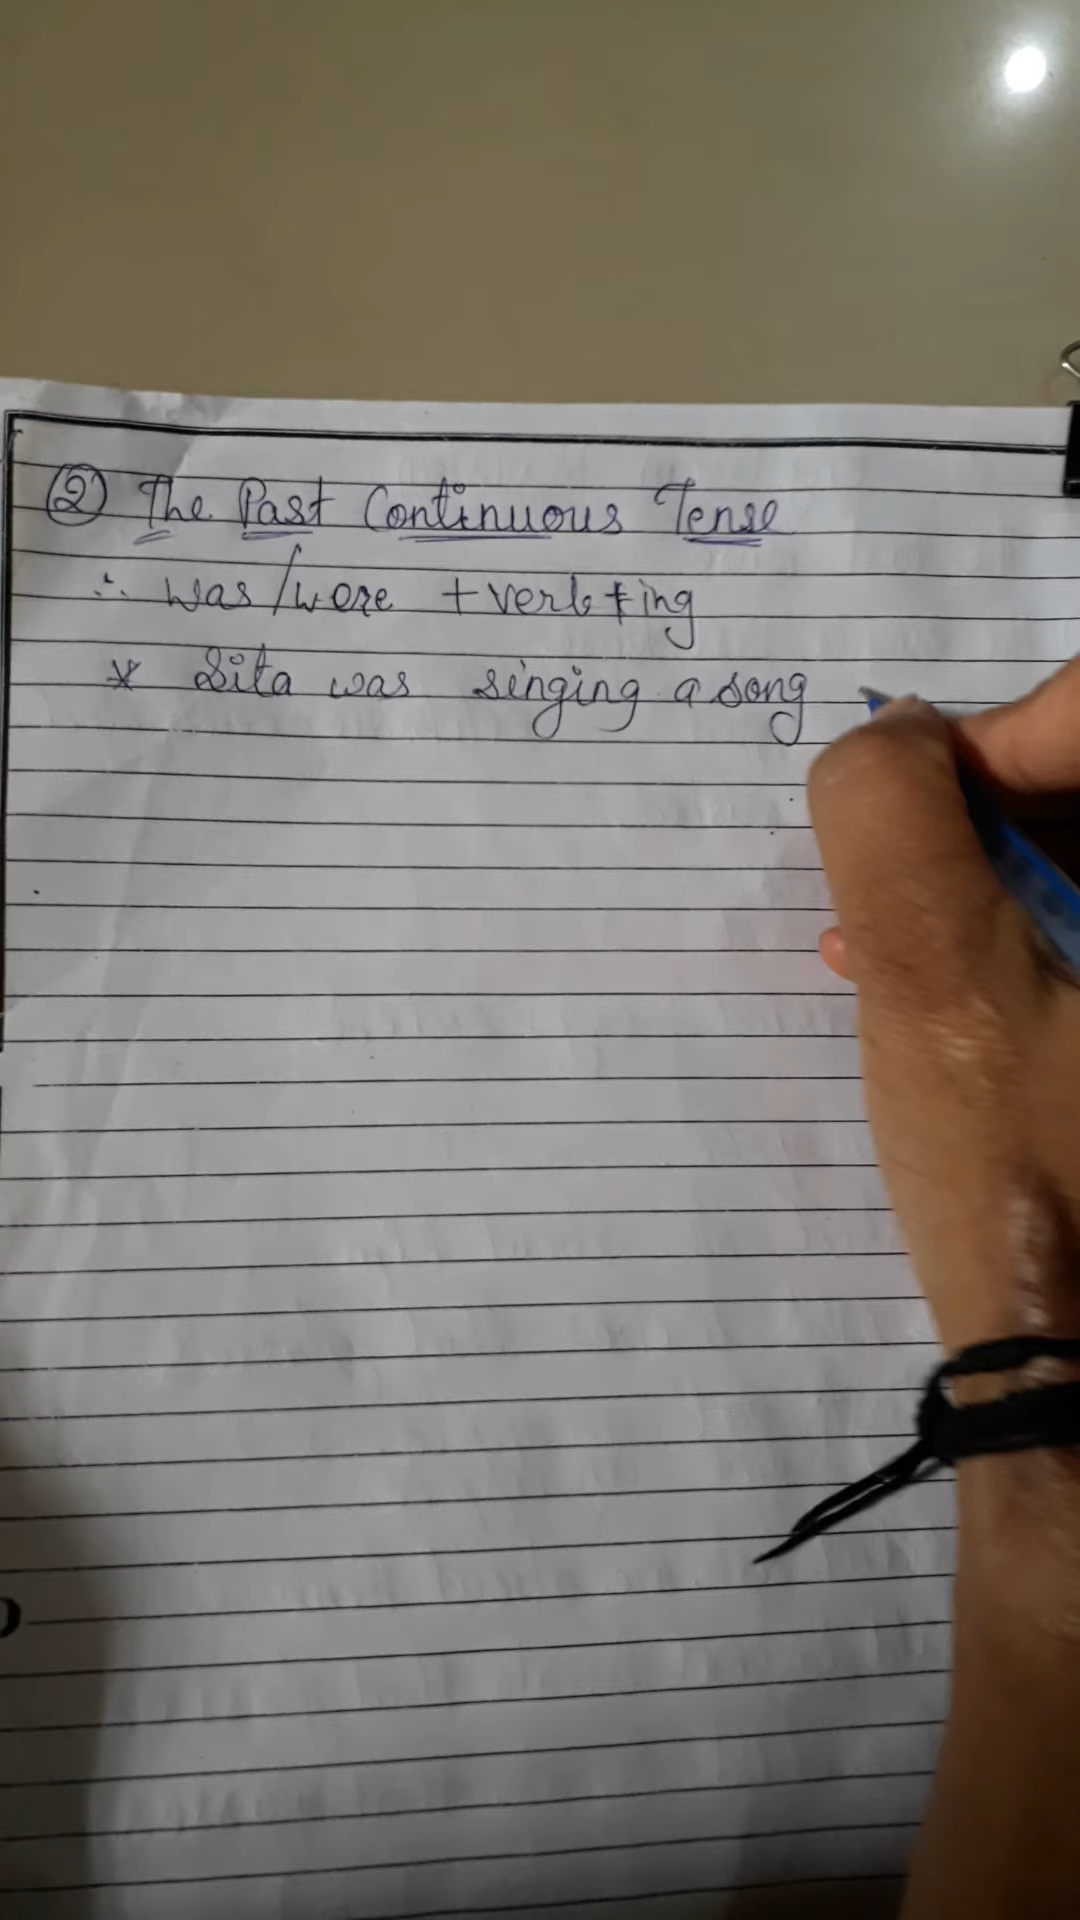 ② The Past Continuous Tense
∴ was/were + verb + ing
* Sita was singing a song